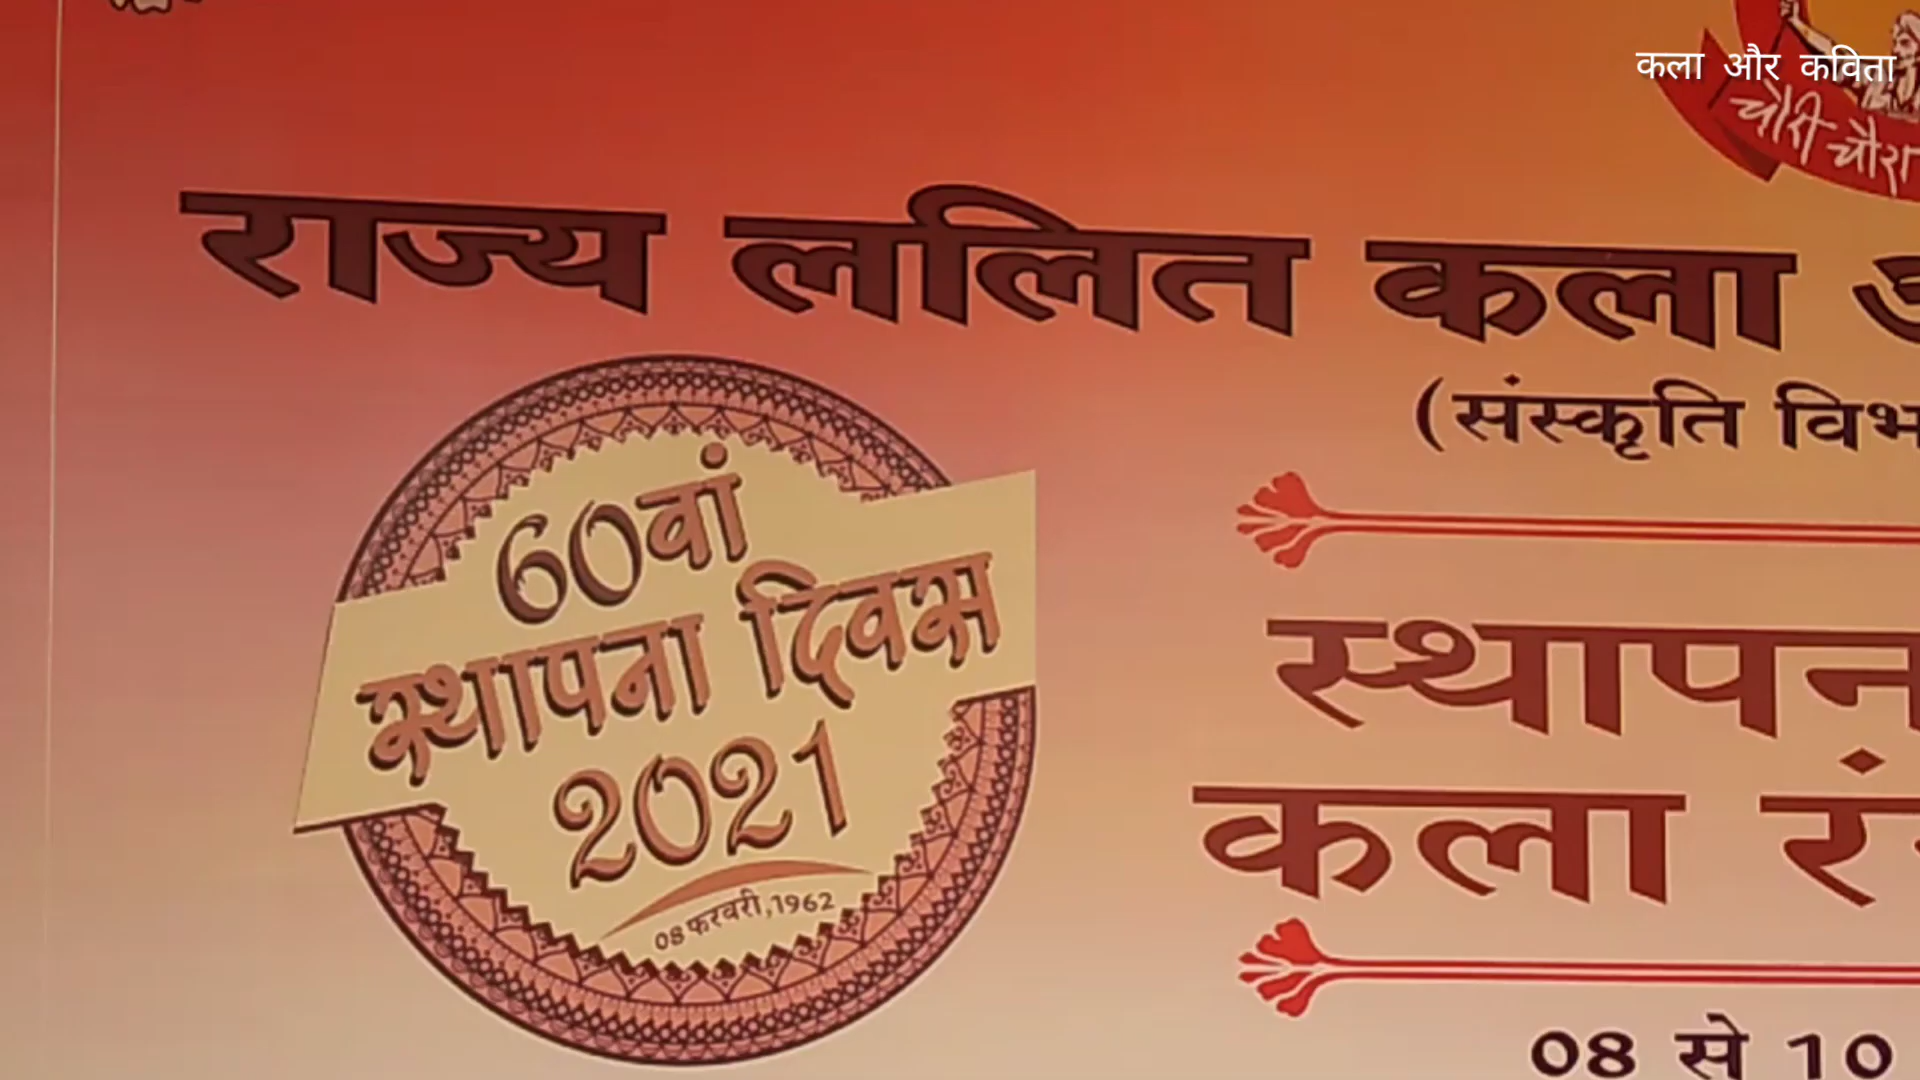 कला और कविता
चौरी चौरा
राज्य ललित कला
(संस्कृति
60वां
स्थापना दिवस
2021
08 फरवरी, 1962
कला
08 से 10